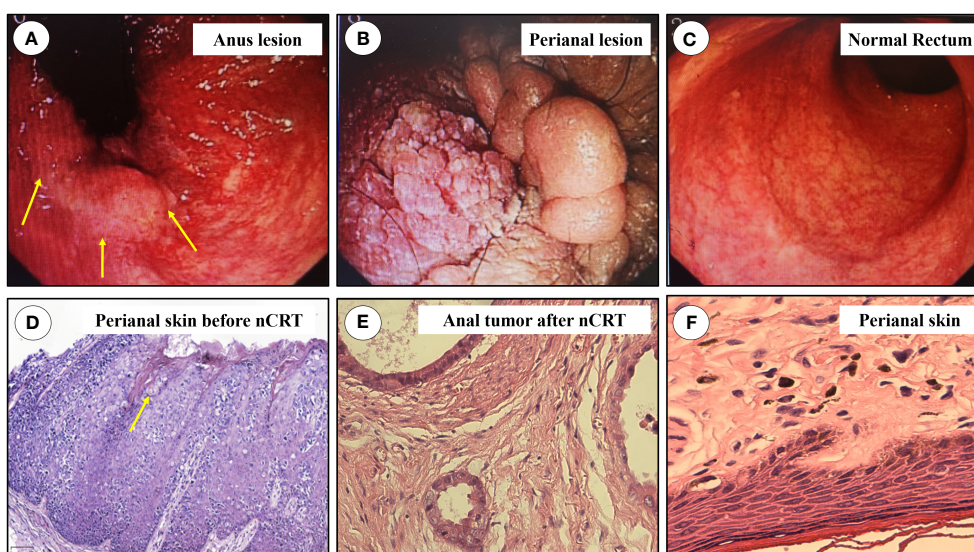 A
Anus lesion
B
Perianal lesion
C
Normal Rectum
D
Perianal skin before nCRT
E
Anal tumor after nCRT
F
Perianal skin